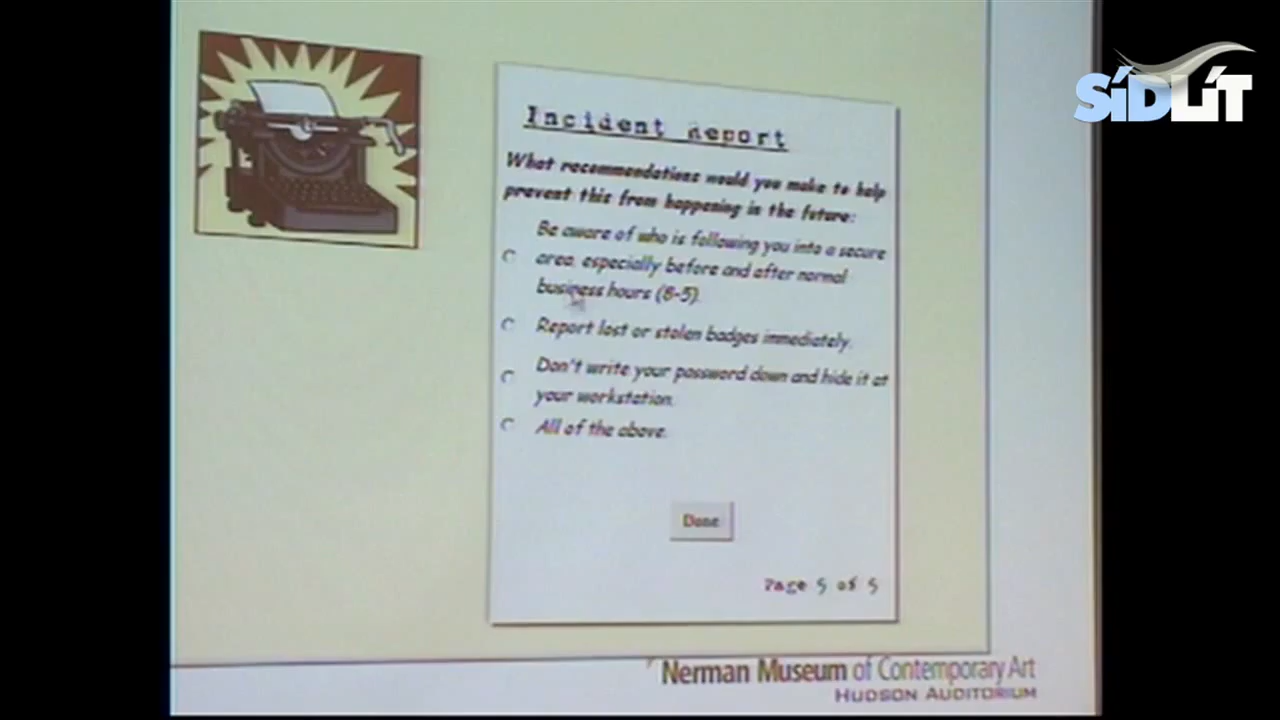 SÍDLÍT
Incident Report
What recommendations would you make to help
prevent this from happening in the future:
Be aware of who is following you into a secure
area, especially before and after normal
business hours (8-5).
Report lost or stolen badges immediately.
Don't write your password down and hide it at
your workstation.
All of the above.
Done
Page 5 of 5
Nerman Museum of Contemporary Art
HUDSON AUDITORIUM